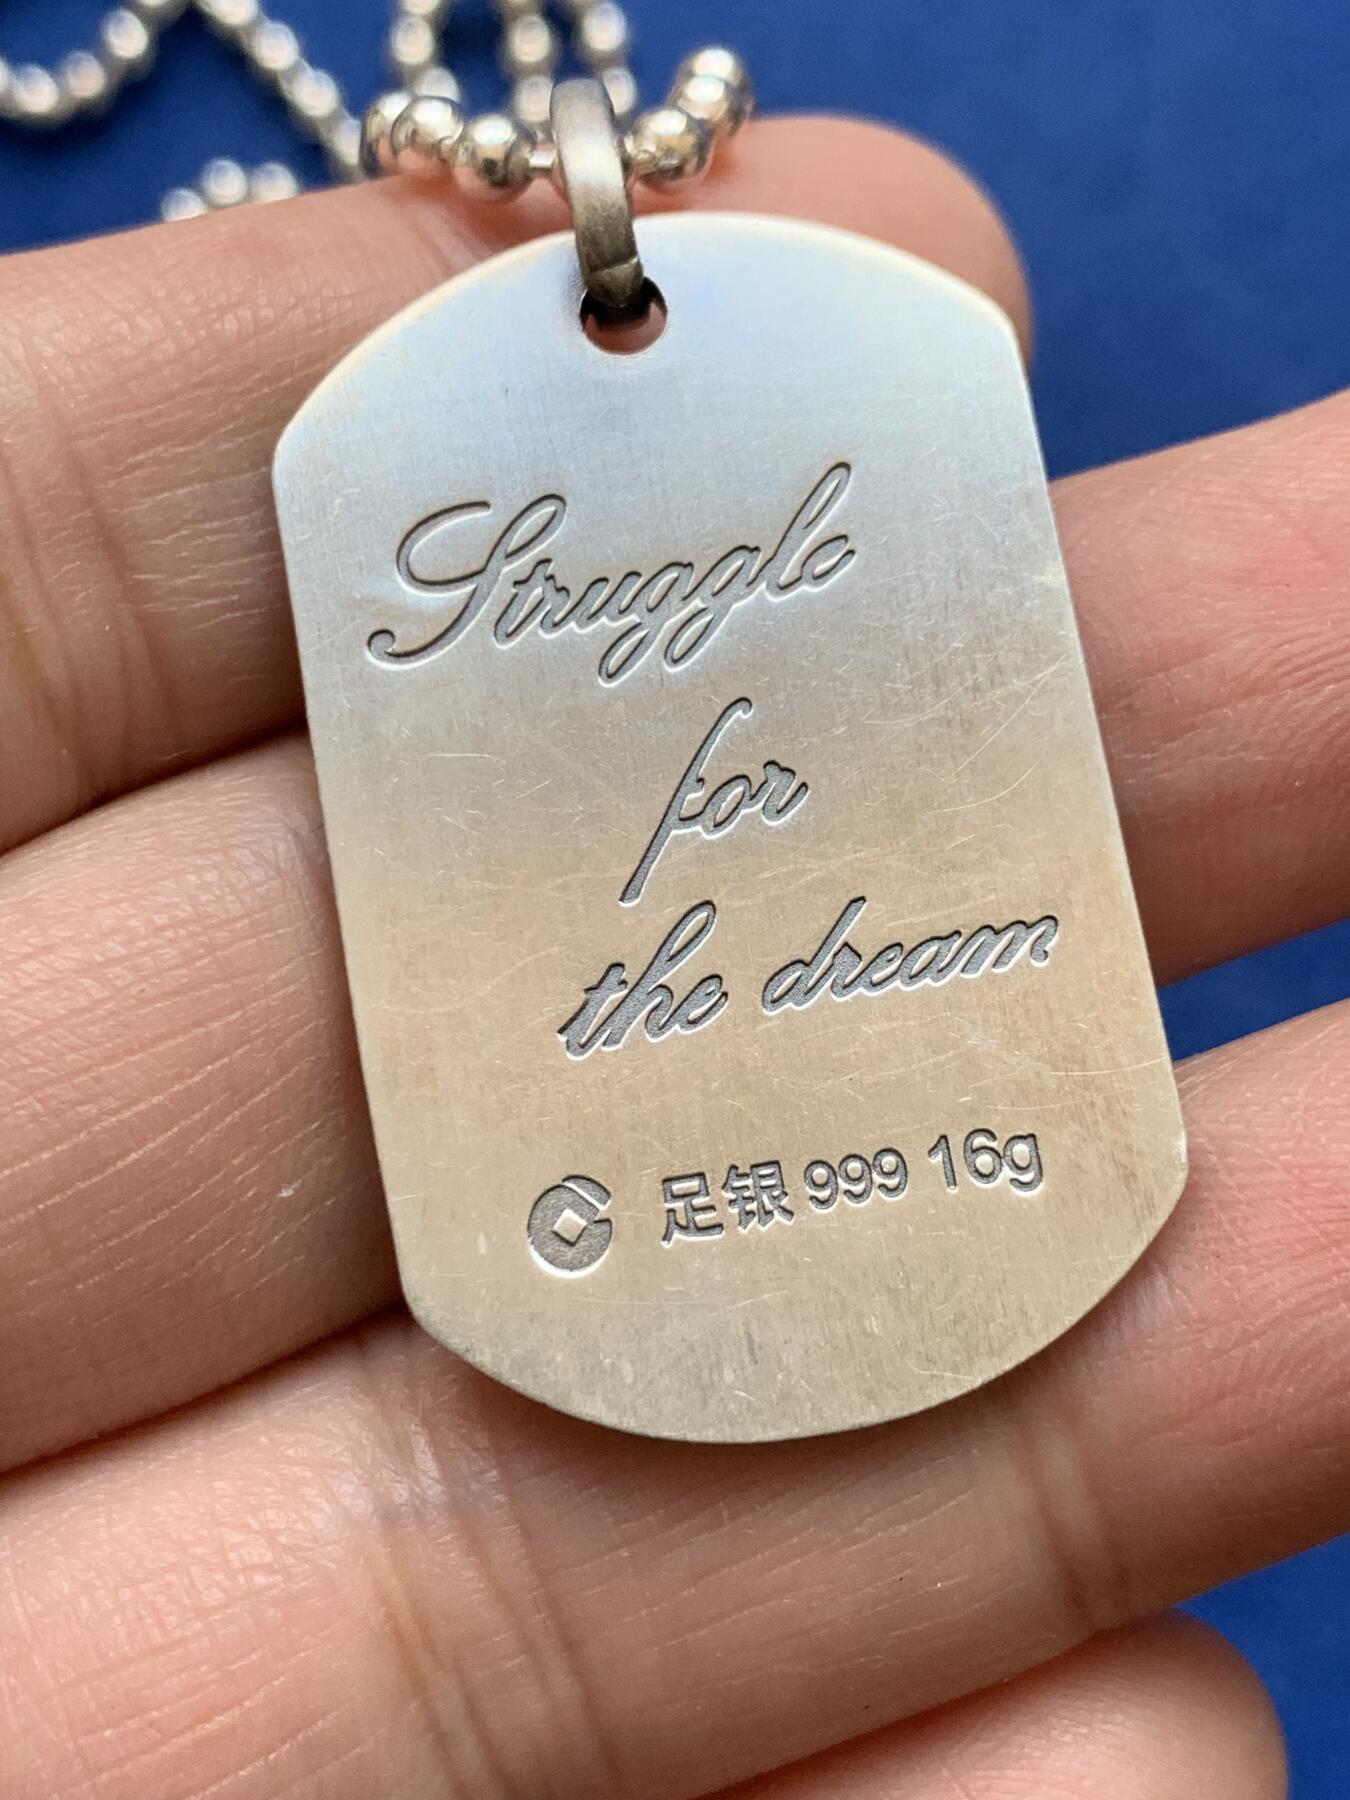 Struggle
for
the dream
足银 999 16g